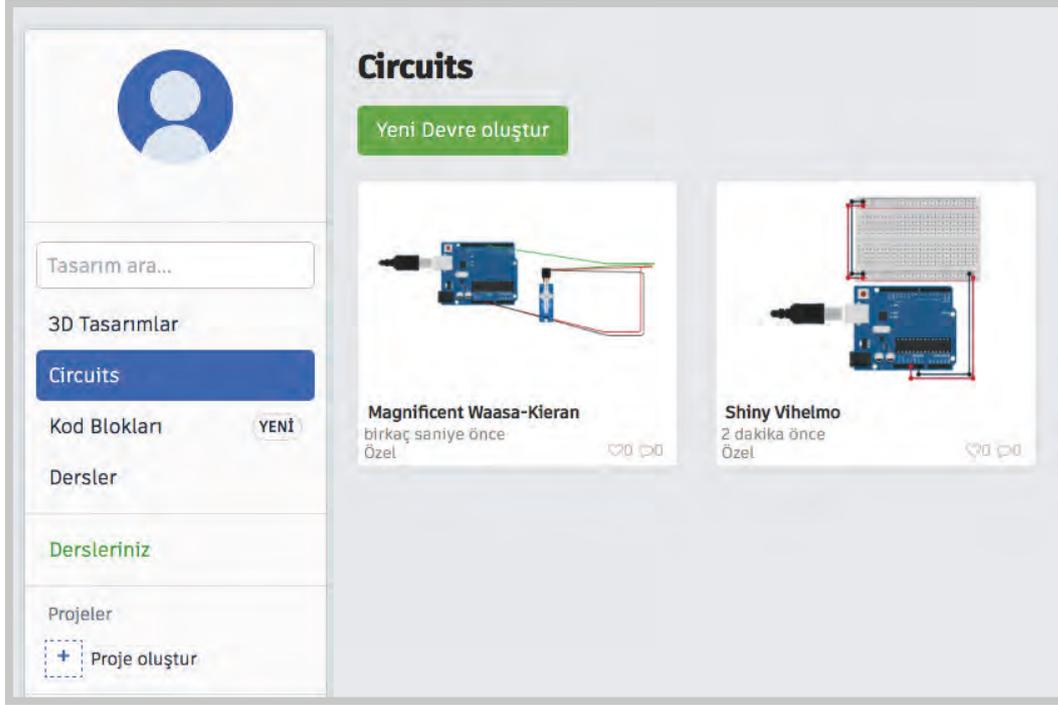 Tasarım ara...
3D Tasarımlar
Circuits
Kod Blokları YENİ
Dersler
Dersleriniz
Projeler
+ Proje oluştur
Circuits
Yeni Devre oluştur
Magnificent Waasa-Kieran
birkaç saniye önce
Özel 0 0
Shiny Vihelmo
2 dakika önce
Özel 0 0